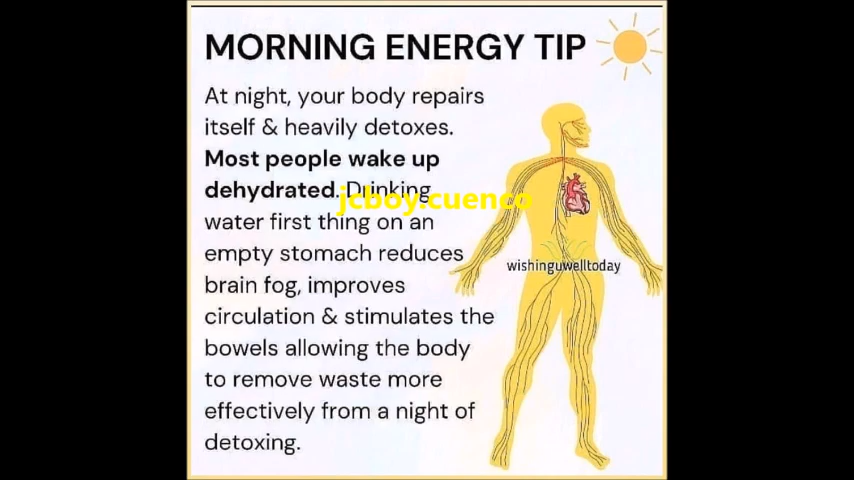 MORNING ENERGY TIP
At night, your body repairs
itself & heavily detoxes.
Most people wake up
dehydrated. Drinking
jcboy.cuenco
water first thing on an
empty stomach reduces
wishinguwelltoday
brain fog, improves
circulation & stimulates the
bowels allowing the body
to remove waste more
effectively from a night of
detoxing.